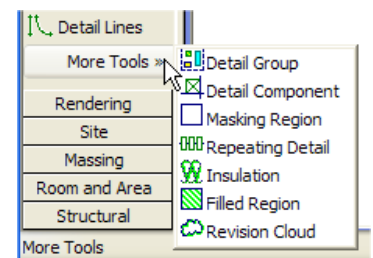 Detail Lines
More Tools »
Rendering
Site
Massing
Room and Area
Structural
More Tools
Detail Group
Detail Component
Masking Region
Repeating Detail
Insulation
Filled Region
Revision Cloud